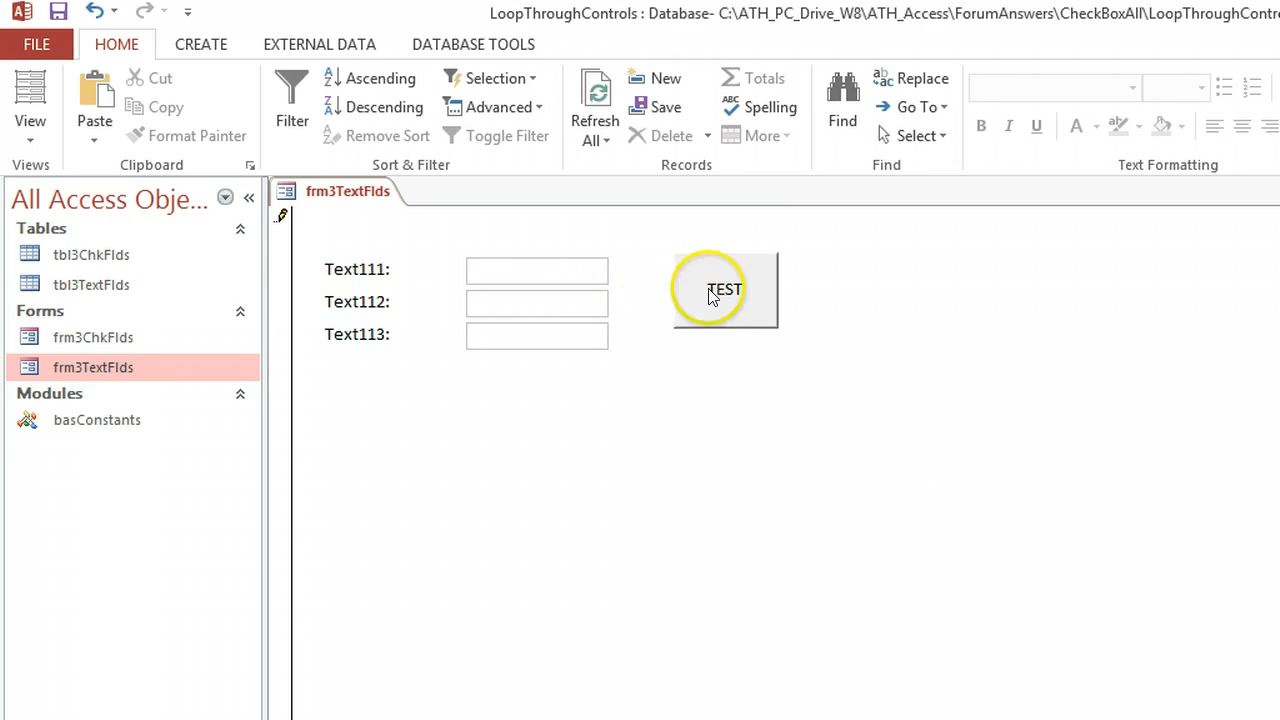 LoopThroughControls : Database- C:\ATH_PC_Drive_W8\ATH_Access\ForumAnswers\CheckBoxAll\LoopThroughContr
FILE HOME CREATE EXTERNAL DATA DATABASE TOOLS
View
Views
Paste
Cut
Copy
Format Painter
Clipboard
Filter
Ascending
Descending
Remove Sort
Selection
Advanced
Toggle Filter
Sort & Filter
Refresh
All
New
Save
Delete
Totals
Spelling
More
Records
Find
Replace
Go To
Select
Find
B I U A
Text Formatting
All Access Obje...
Tables
tbl3ChkFlds
tbl3TextFlds
Forms
frm3ChkFlds
frm3TextFlds
Modules
basConstants
frm3TextFlds
Text111:
Text112:
Text113:
TEST